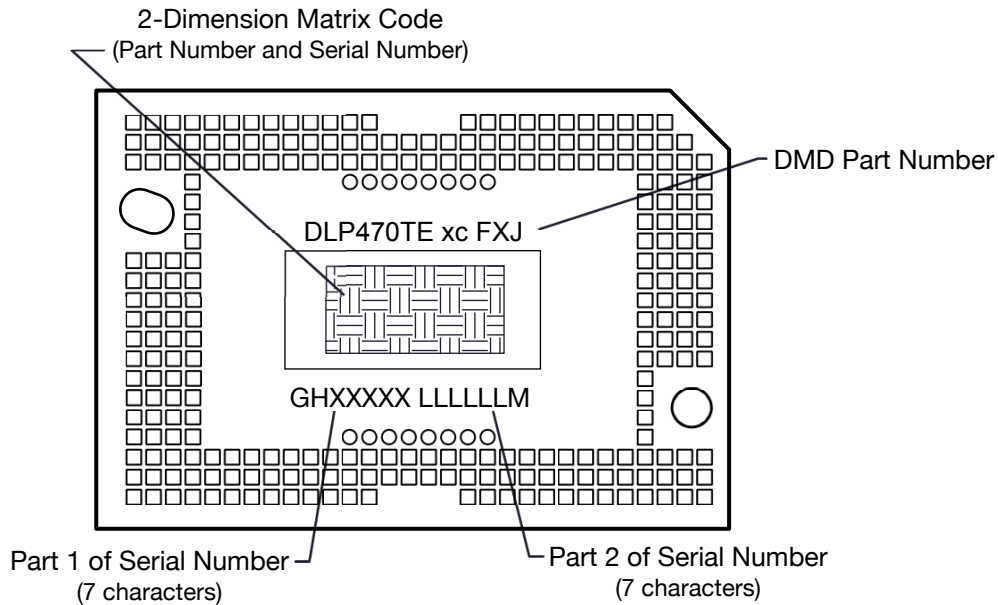 2-Dimension Matrix Code
(Part Number and Serial Number)
DMD Part Number
DLP470TE xc FXJ
GHXXXXX LLLLLLM
Part 1 of Serial Number
(7 characters)
Part 2 of Serial Number
(7 characters)